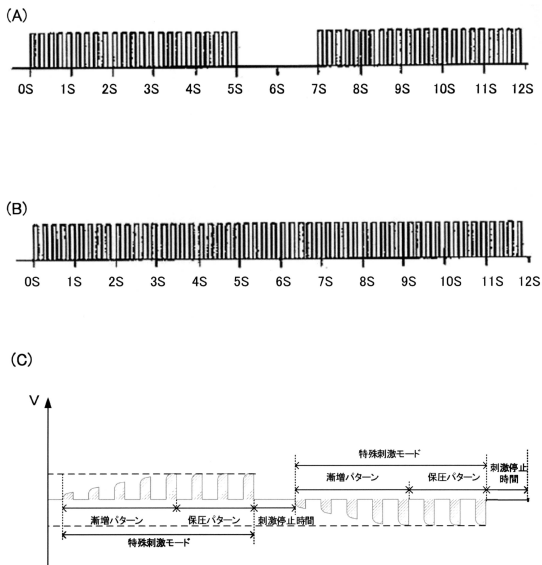 (A)
0S 1S 2S 3S 4S 5S 6S 7S 8S 9S 10S 11S 12S
(B)
0S 1S 2S 3S 4S 5S 6S 7S 8S 9S 10S 11S 12S
(C)
V
特殊刺激モード
刺激停止
時間
漸増パターン 保圧パターン
漸増パターン 保圧パターン 刺激停止時間
特殊刺激モード